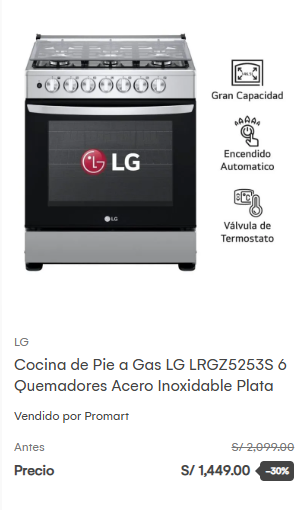 Gran Capacidad
Encendido
Automatico
Válvula de
Termostato
LG
LG
LG
Cocina de Pie a Gas LG LRGZ5253S 6
Quemadores Acero Inoxidable Plata
Vendido por Promart
Antes S/ 2,099.00
Precio S/ 1,449.00 -30%